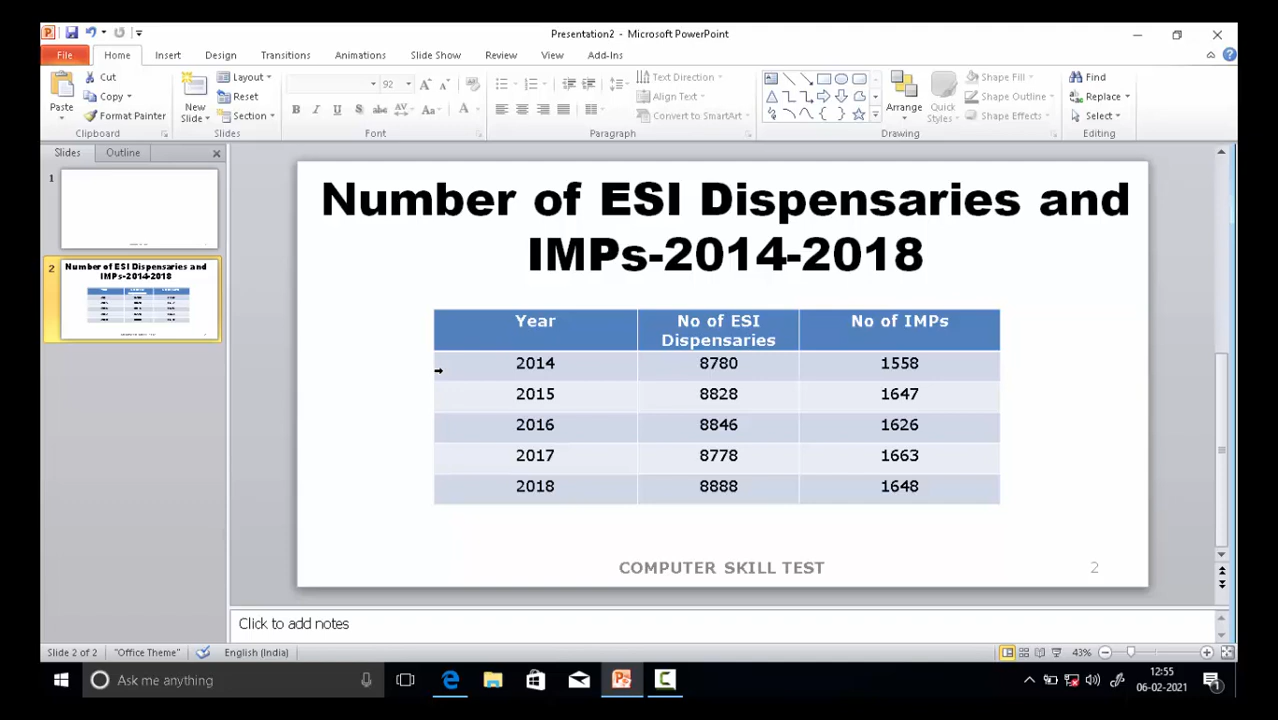 Presentation2 - Microsoft PowerPoint
File Home Insert Design Transitions Animations Slide Show Review View Add-Ins
Paste
Cut
Copy
Format Painter
Clipboard
New
Slide
Layout
Reset
Section
Slides
92
B I U S abc AV Aa A
Font
Text Direction
Align Text
Convert to SmartArt
Paragraph
Arrange
Quick
Styles
Shape Fill
Shape Outline
Shape Effects
Drawing
Find
Replace
Select
Editing
Slides Outline
1
2
Number of ESI Dispensaries and
IMPs-2014-2018
Number of ESI Dispensaries and
IMPs-2014-2018
Year No of ESI Dispensaries No of IMPs
2014 8780 1558
2015 8828 1647
2016 8846 1626
2017 8778 1663
2018 8888 1648
COMPUTER SKILL TEST 2
Click to add notes
Slide 2 of 2 "Office Theme" English (India) 43%
Ask me anything
12:55
06-02-2021